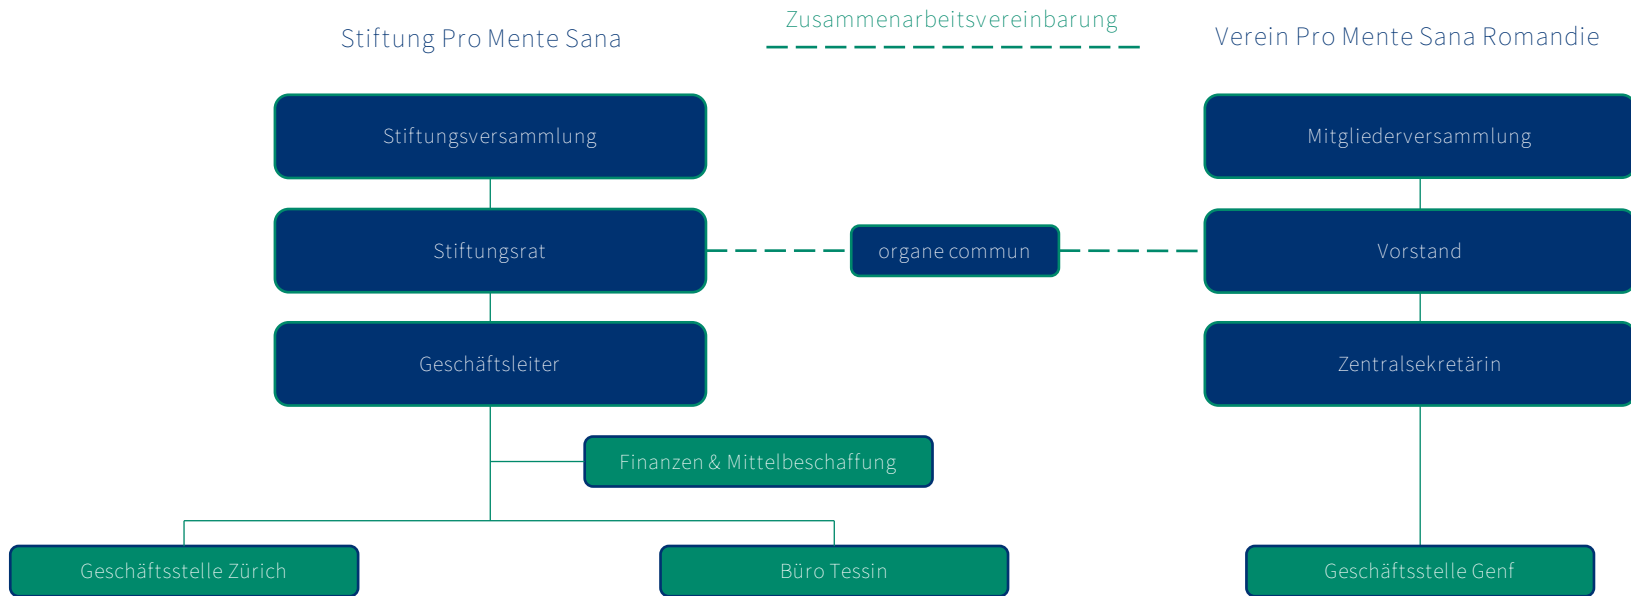 Stiftung Pro Mente Sana
Zusammenarbeitsvereinbarung
Verein Pro Mente Sana Romandie
Stiftungsversammlung
Mitgliederversammlung
Stiftungsrat
organe commun
Vorstand
Geschäftsleiter
Zentralsekretärin
Finanzen & Mittelbeschaffung
Geschäftsstelle Zürich
Büro Tessin
Geschäftsstelle Genf